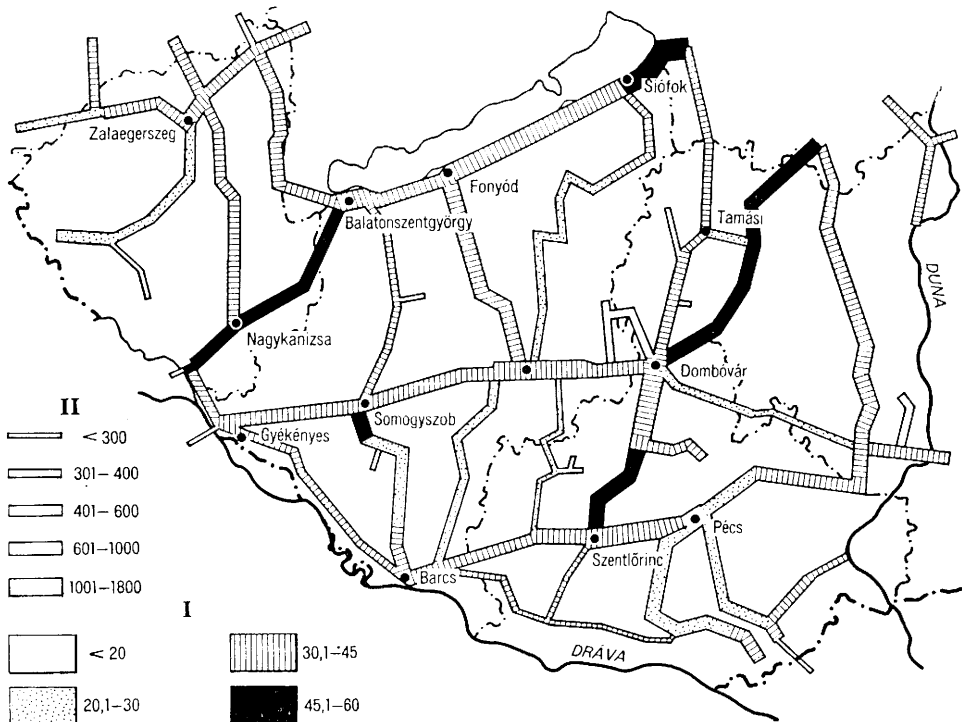 Siófok
Zalaegerszeg
Fonyód
Balatonszentgyörgy
Tamási
DUNA
Nagykanizsa
Dombóvár
II
Somogyszob
Gyékényes
< 300
301–400
401–600
Pécs
601–1000
Szentlőrinc
Barcs
1001–1800
I
DRÁVA
< 20
30,1–45
20,1–30
45,1–60